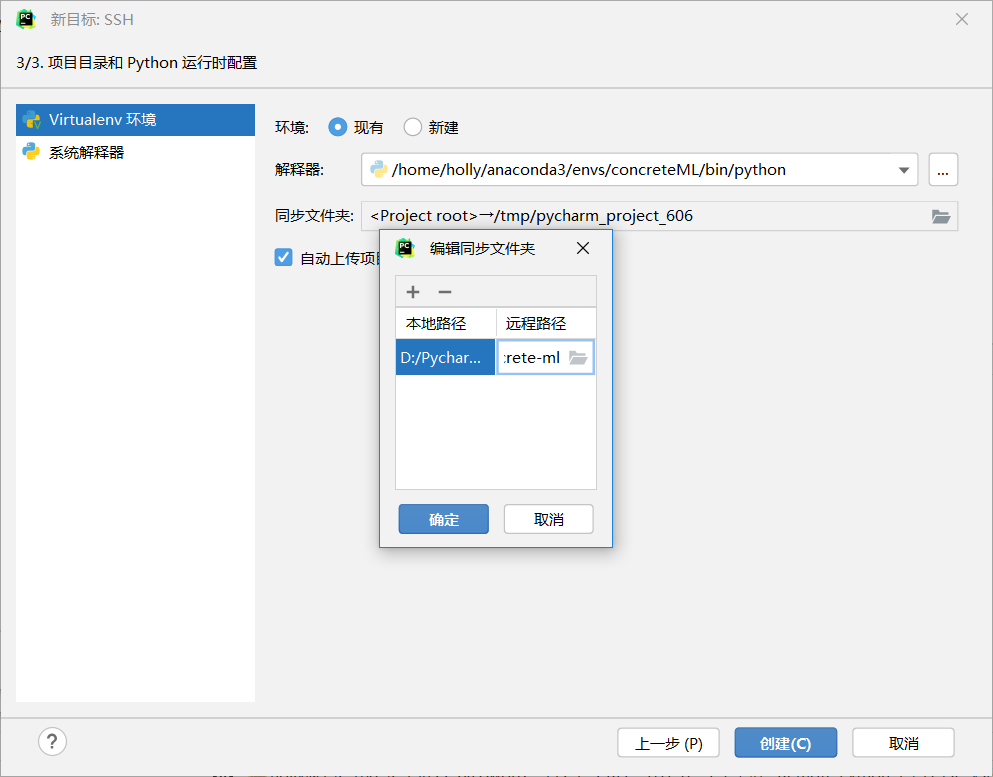 新目标: SSH
3/3. 项目目录和 Python 运行时配置
Virtualenv 环境
系统解释器
环境: 现有 新建
解释器: /home/holly/anaconda3/envs/concreteML/bin/python ...
同步文件夹: <Project root>→/tmp/pycharm_project_606
自动上传项
编辑同步文件夹
本地路径 远程路径
D:/Pychar... rete-ml
确定 取消
? 上一步 (P) 创建(C) 取消